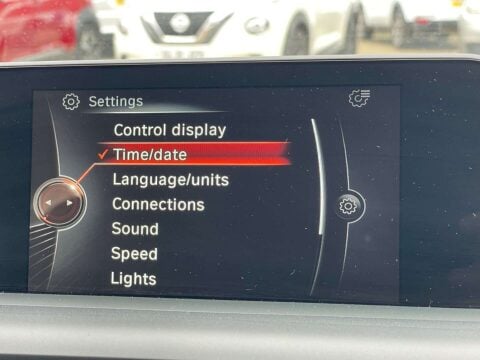 Settings
Control display
Time/date
Language/units
Connections
Sound
Speed
Lights